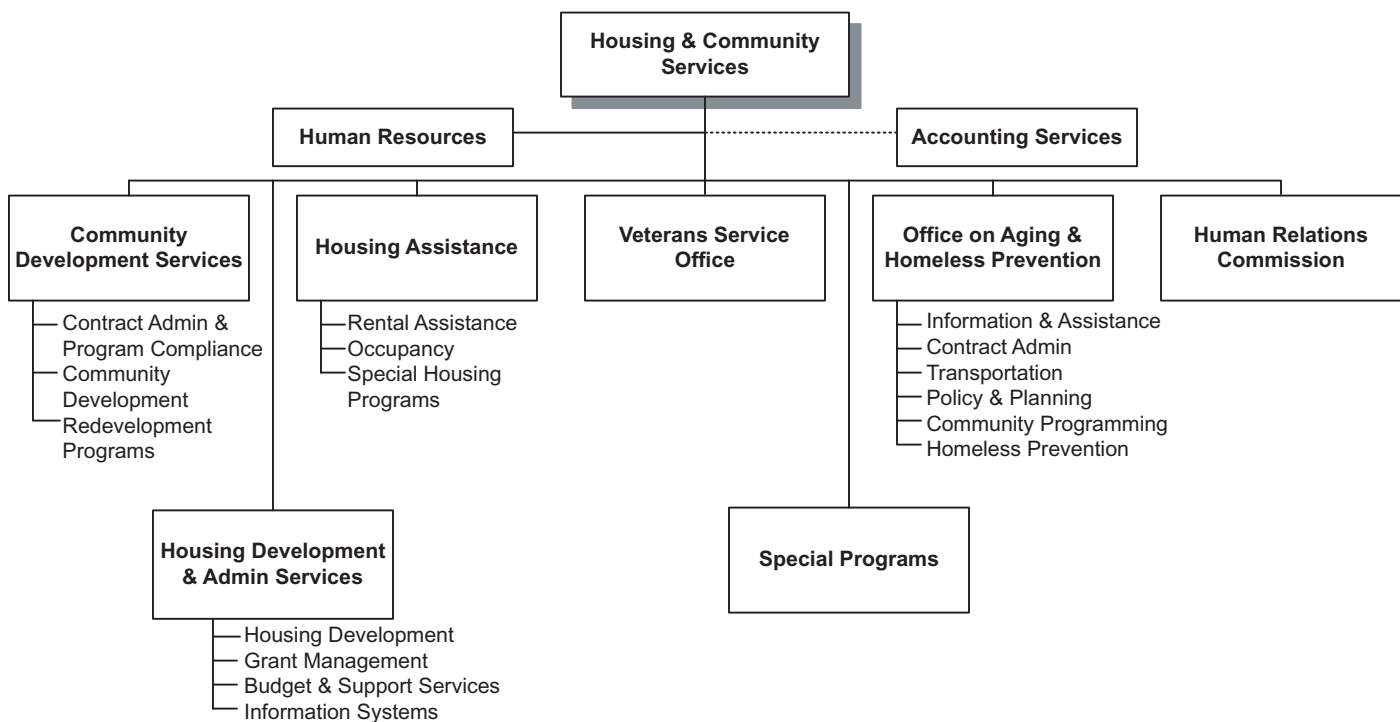 Housing & Community
Services
Human Resources
Accounting Services
Community
Development Services
Housing Assistance
Veterans Service
Office
Office on Aging &
Homeless Prevention
Human Relations
Commission
Contract Admin &
Program Compliance
Community
Development
Redevelopment
Programs
Rental Assistance
Occupancy
Special Housing
Programs
Information & Assistance
Contract Admin
Transportation
Policy & Planning
Community Programming
Homeless Prevention
Housing Development
& Admin Services
Special Programs
Housing Development
Grant Management
Budget & Support Services
Information Systems